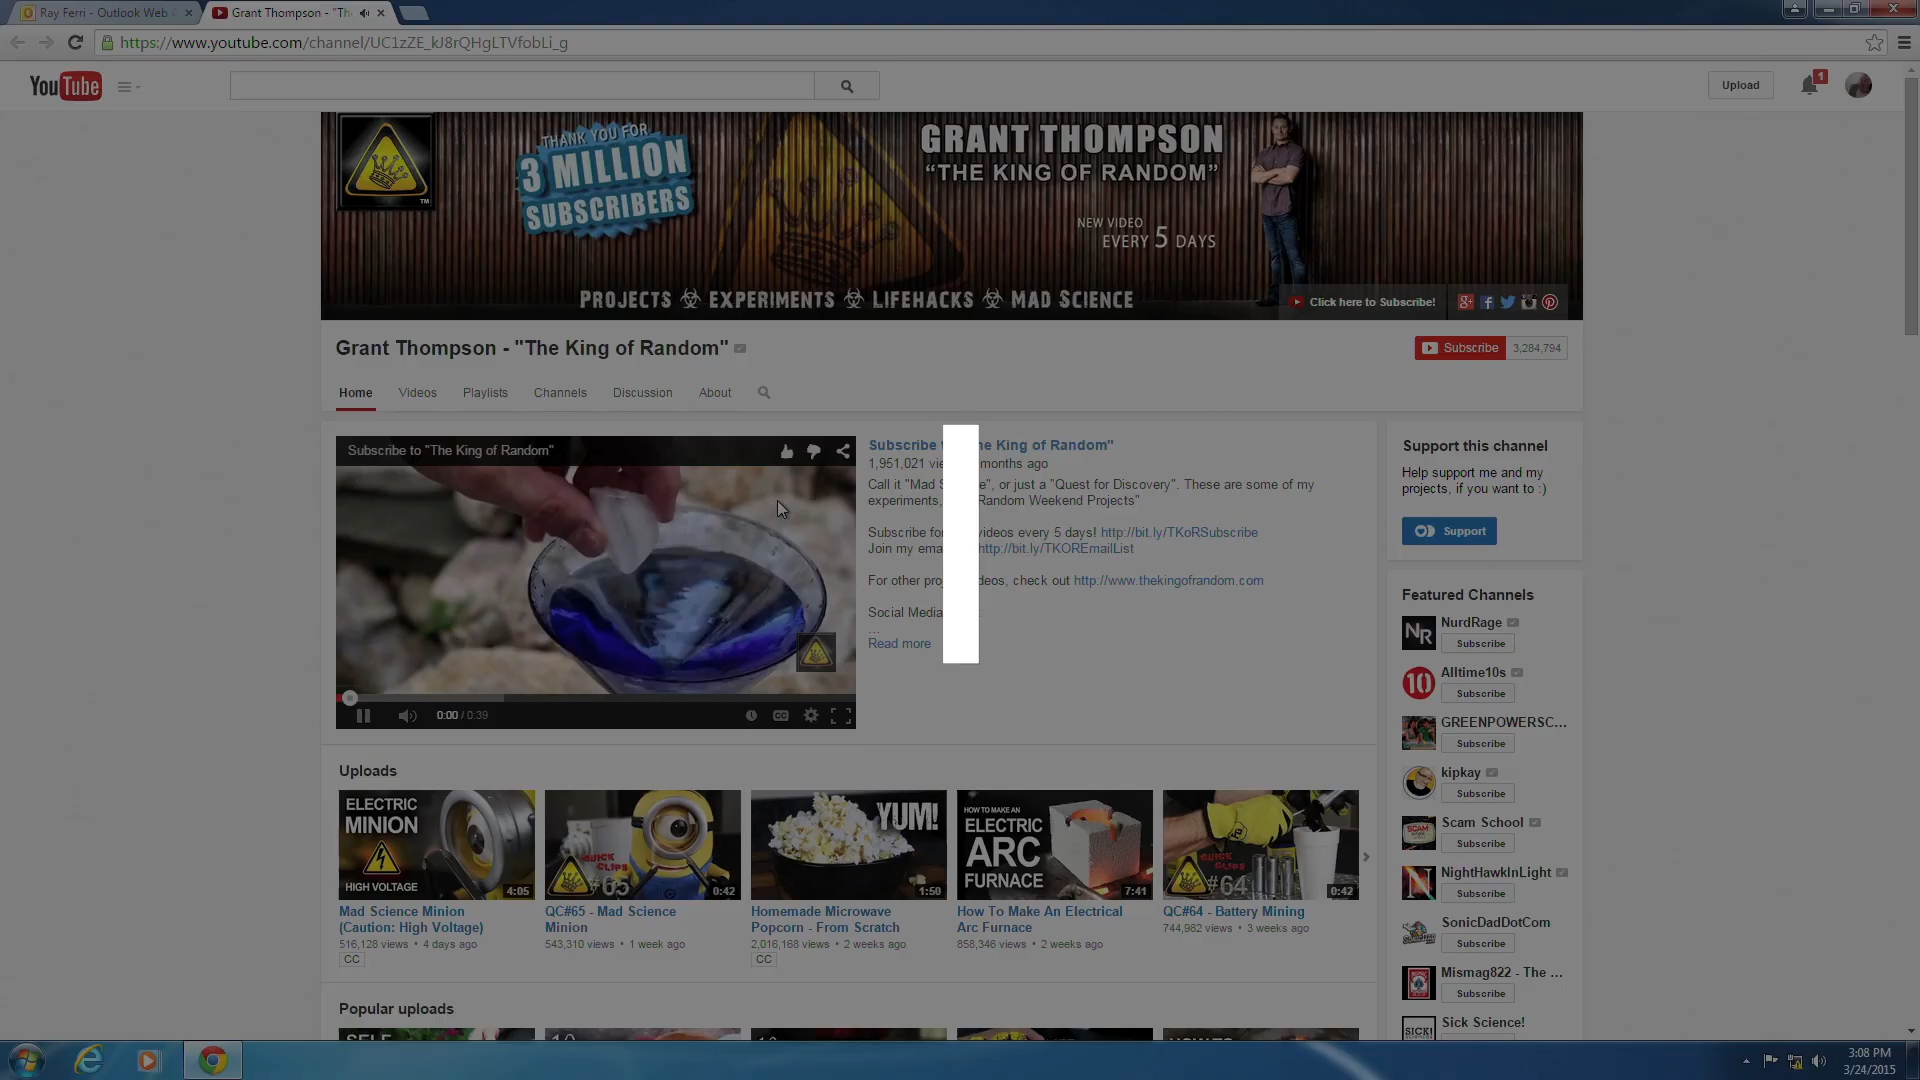 Ray Ferri - Outlook Web
Grant Thompson - "Th
https://www.youtube.com/channel/UC1zZE_kJ8rQHgLTVfobLi_g
YouTube
Upload
1
THANK YOU FOR
3 MILLION
SUBSCRIBERS
GRANT THOMPSON
"THE KING OF RANDOM"
NEW VIDEO
EVERY 5 DAYS
PROJECTS EXPERIMENTS LIFEHACKS MAD SCIENCE
Click here to Subscribe!
TM
Grant Thompson - "The King of Random"
Subscribe 3,284,794
Home Videos Playlists Channels Discussion About
Subscribe to "The King of Random"
0:00 / 0:39
CC
Subscribe he King of Random"
1,951,021 months ago
Call it "Mad or just a "Quest for Discovery". These are some of my
experiments, Random Weekend Projects"
Subscribe for videos every 5 days! http://bit.ly/TKoRSubscribe
Join my http://bit.ly/TKOREmailList
For other check out http://www.thekingofrandom.com
Social Media
...
Read more
Support this channel
Help support me and my
projects, if you want to :)
Support
Featured Channels
NR
NurdRage
Subscribe
10
Alltime10s
Subscribe
GREENPOWERSC...
Subscribe
kipkay
Subscribe
SCAM
Scam School
Subscribe
N
NightHawkInLight
Subscribe
SonicDadDotCom
Subscribe
Mismag822 - The ...
Subscribe
SICK!
Sick Science!
Uploads
ELECTRIC
MINION
HIGH VOLTAGE
4:05
Mad Science Minion
(Caution: High Voltage)
516,128 views • 4 days ago
CC
QUICK
CLIPS
#65
0:42
QC#65 - Mad Science
Minion
543,310 views • 1 week ago
YUM!
1:50
Homemade Microwave
Popcorn - From Scratch
2,016,168 views • 2 weeks ago
CC
HOW TO MAKE AN
ELECTRIC
ARC
FURNACE
7:41
How To Make An Electrical
Arc Furnace
858,346 views • 2 weeks ago
QUICK
CLIPS
#64
0:42
QC#64 - Battery Mining
744,982 views • 3 weeks ago
Popular uploads
3:08 PM
3/24/2015